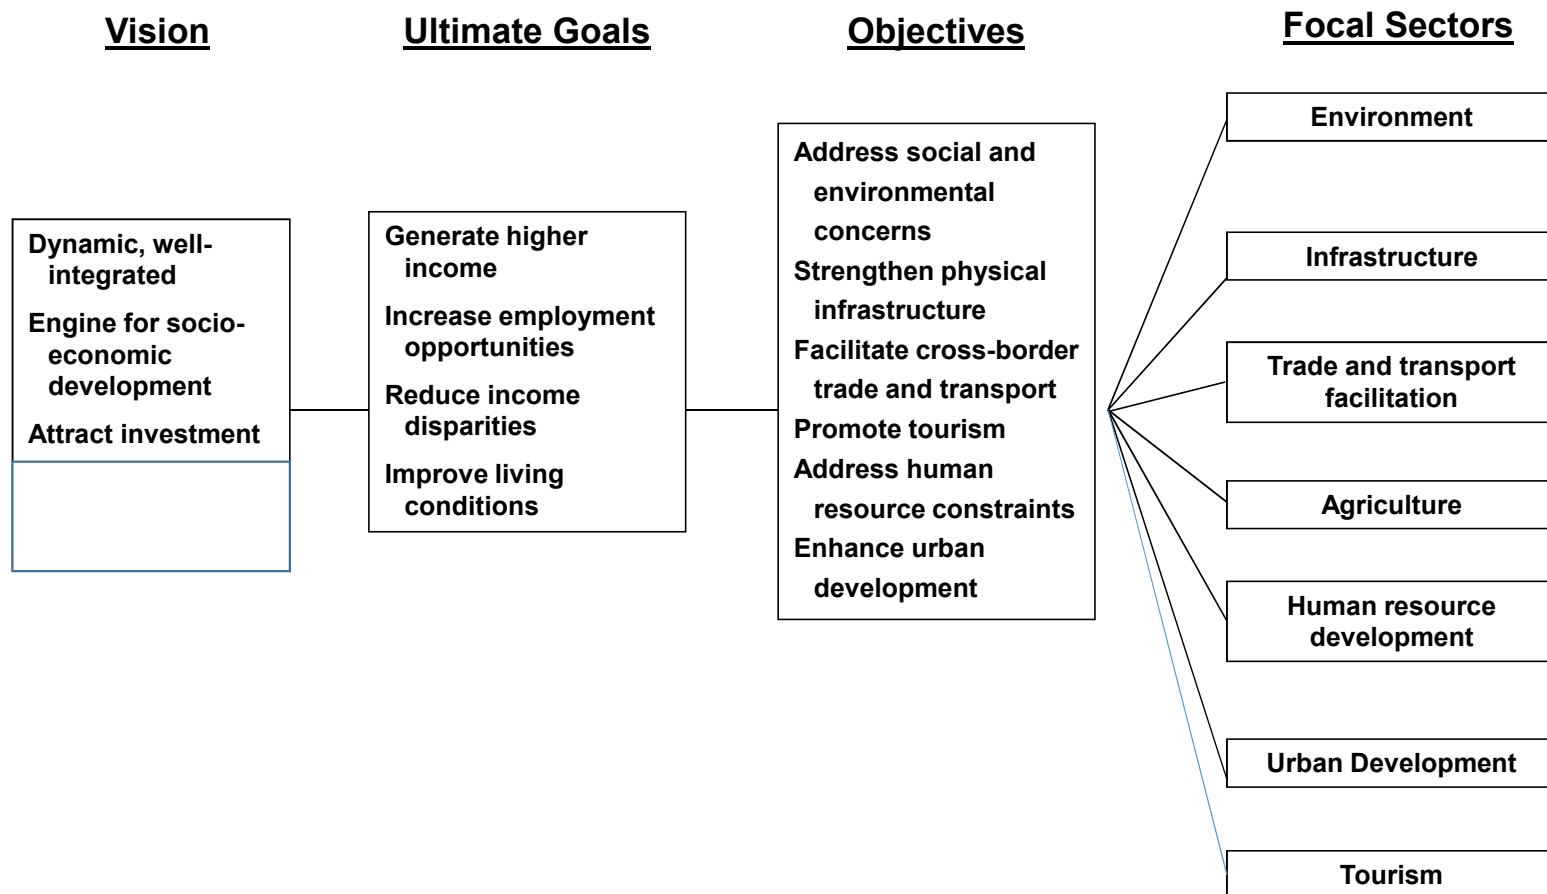 Vision
Ultimate Goals
Objectives
Focal Sectors
Dynamic, well-
integrated
Engine for socio-
economic
development
Attract investment
Generate higher
income
Increase employment
opportunities
Reduce income
disparities
Improve living
conditions
Address social and
environmental
concerns
Strengthen physical
infrastructure
Facilitate cross-border
trade and transport
Promote tourism
Address human
resource constraints
Enhance urban
development
Environment
Infrastructure
Trade and transport
facilitation
Agriculture
Human resource
development
Urban Development
Tourism